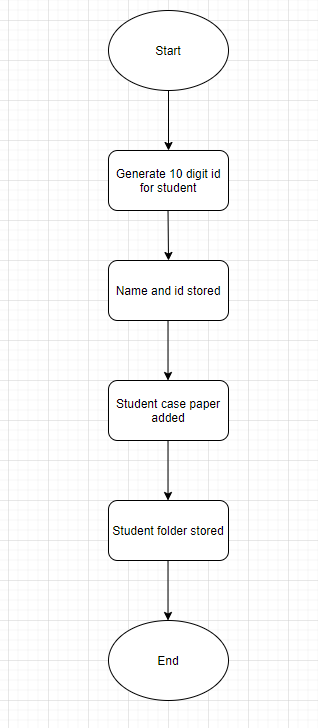 Start
Generate 10 digit id
for student
Name and id stored
Student case paper
added
Student folder stored
End